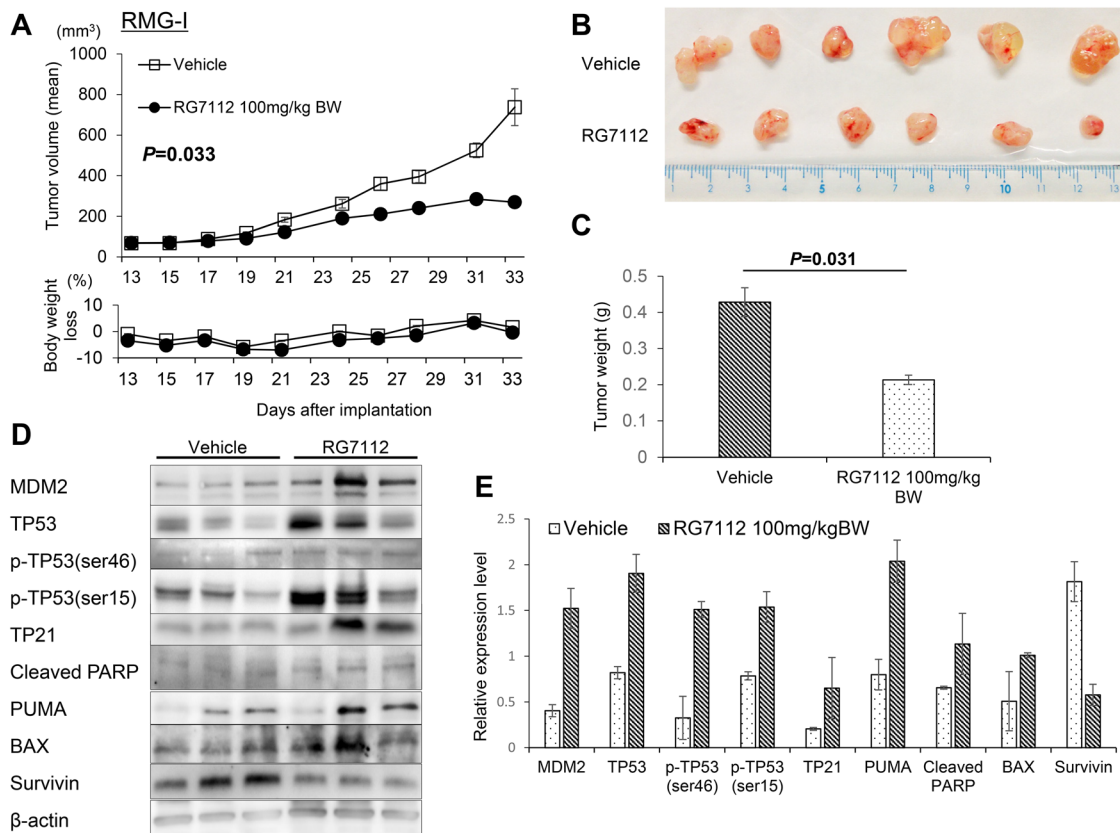 A
RMG-I
(mm³)
1000
800
600
400
200
0
Tumor volume (mean)
Vehicle
RG7112 100mg/kg BW
P=0.033
13 15 17 19 21 23 25 27 29 31 33
(%)
10
0
-10
Body weight
loss
13 15 17 19 21 23 25 27 29 31 33
Days after implantation
B
Vehicle
RG7112
1 2 3 4 5 6 7 8 9 10 11 12 13
C
P=0.031
0.5
0.4
0.3
0.2
0.1
0
Tumor weight (g)
Vehicle
RG7112 100mg/kg
BW
D
Vehicle RG7112
MDM2
TP53
p-TP53(ser46)
p-TP53(ser15)
TP21
Cleaved PARP
PUMA
BAX
Survivin
β-actin
E
Vehicle RG7112 100mg/kgBW
2.5
2
1.5
1
0.5
0
Relative expression level
MDM2 TP53 p-TP53 p-TP53 TP21 PUMA Cleaved BAX Survivin
(ser46) (ser15) PARP